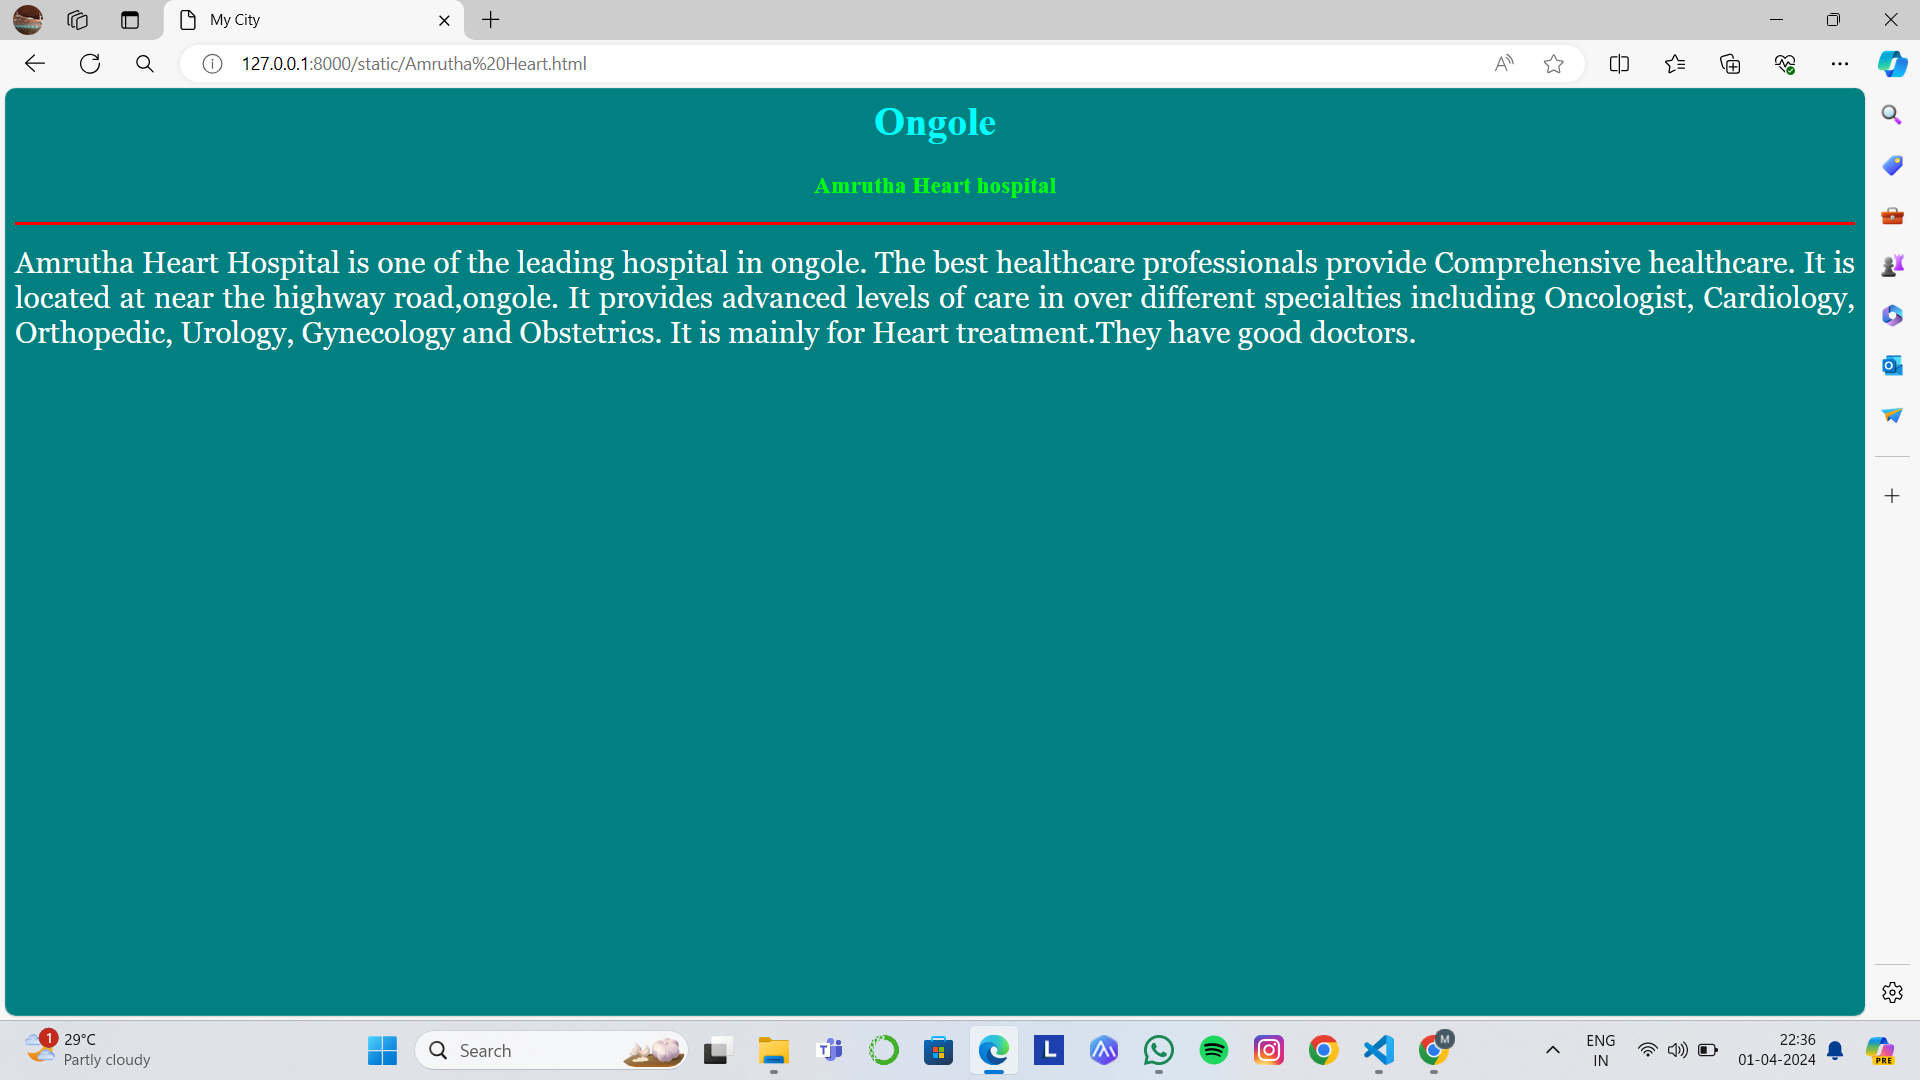 My City
127.0.0.1:8000/static/Amrutha%20Heart.html
Ongole
Amrutha Heart hospital
Amrutha Heart Hospital is one of the leading hospital in ongole. The best healthcare professionals provide Comprehensive healthcare. It is
located at near the highway road,ongole. It provides advanced levels of care in over different specialties including Oncologist, Cardiology,
Orthopedic, Urology, Gynecology and Obstetrics. It is mainly for Heart treatment.They have good doctors.
1
29°C
Partly cloudy
Search
L
M
ENG
IN
22:36
01-04-2024
PRE